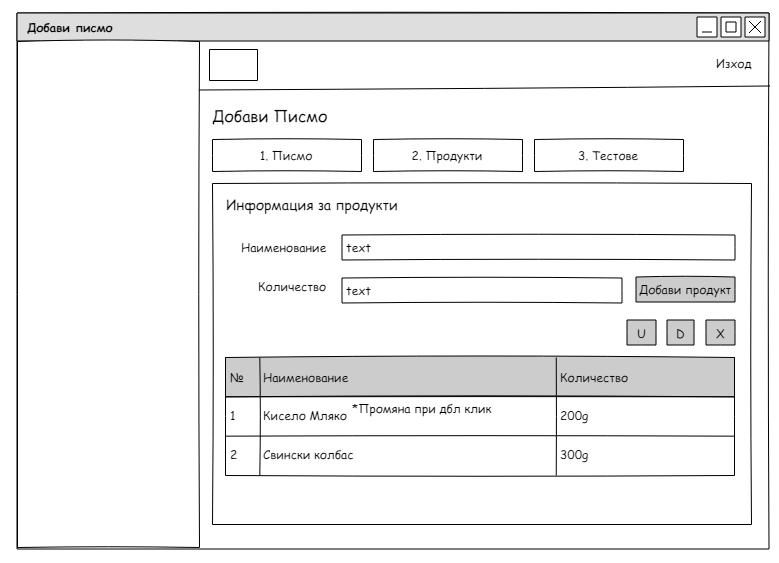 Добави писмо
Изход
Добави Писмо
1. Писмо 2. Продукти 3. Тестове
Информация за продукти
Наименование text
Количество text Добави продукт
U D X
№ Наименование Количество
1 Кисело Мляко *Промяна при дбл клик 200g
2 Свински колбас 300g